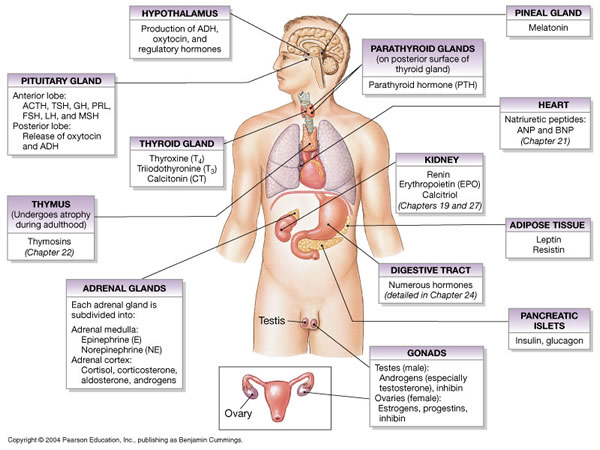 HYPOTHALAMUS
Production of ADH,
oxytocin, and
regulatory hormones
PINEAL GLAND
Melatonin
PARATHYROID GLANDS
(on posterior surface of
thyroid gland)
Parathyroid hormone (PTH)
PITUITARY GLAND
Anterior lobe:
ACTH, TSH, GH, PRL,
FSH, LH, and MSH
Posterior lobe:
Release of oxytocin
and ADH
HEART
Natriuretic peptides:
ANP and BNP
(Chapter 21)
THYROID GLAND
Thyroxine (T4)
Triiodothyronine (T3)
Calcitonin (CT)
KIDNEY
Renin
Erythropoietin (EPO)
Calcitriol
(Chapters 19 and 27)
THYMUS
(Undergoes atrophy
during adulthood)
Thymosins
(Chapter 22)
ADIPOSE TISSUE
Leptin
Resistin
DIGESTIVE TRACT
Numerous hormones
(detailed in Chapter 24)
ADRENAL GLANDS
Each adrenal gland is
subdivided into:
Adrenal medulla:
Epinephrine (E)
Norepinephrine (NE)
Adrenal cortex:
Cortisol, corticosterone,
aldosterone, androgens
PANCREATIC
ISLETS
Insulin, glucagon
Testis
GONADS
Testes (male):
Androgens (especially
testosterone), inhibin
Ovaries (female):
Estrogens, progestins,
inhibin
Ovary
Copyright © 2004 Pearson Education, Inc., publishing as Benjamin Cummings.